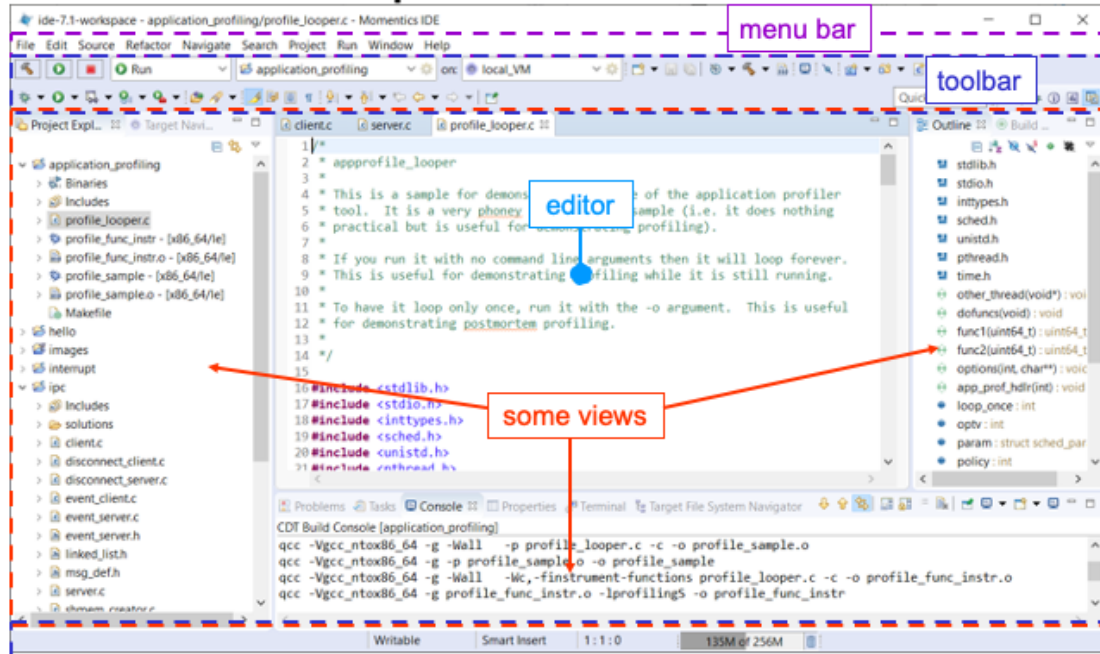 ide-7.1-workspace - application_profiling/profile_looper.c - Momentics IDE
menu bar
File Edit Source Refactor Navigate Search Project Run Window Help
Run application_profiling on: local_VM
toolbar
Project Expl... Target Navi...
client.c server.c profile_looper.c
Outline Build ...
application_profiling
Binaries
Includes
profile_looper.c
profile_func_instr - [x86_64/le]
profile_func_instr.o - [x86_64/le]
profile_sample - [x86_64/le]
profile_sample.o - [x86_64/le]
Makefile
hello
images
interrupt
ipc
Includes
solutions
client.c
disconnect_client.c
disconnect_server.c
event_client.c
event_server.c
event_server.h
linked_list.h
msg_def.h
server.c
shmem_creator.c
1 /*
2 * appprofile_looper
3 *
4 * This is a sample for demons e of the application profiler
5 * tool. It is a very phoney sample (i.e. it does nothing
6 * practical but is useful for demonstrating profiling).
7 *
8 * If you run it with no command line arguments then it will loop forever.
9 * This is useful for demonstrating profiling while it is still running.
10 *
11 * To have it loop only once, run it with the -o argument. This is useful
12 * for demonstrating postmortem profiling.
13 *
14 */
15
16 #include <stdlib.h>
17 #include <stdio.h>
18 #include <inttypes.h>
19 #include <sched.h>
20 #include <unistd.h>
21 #include <pthread.h>
editor
some views
stdlib.h
stdio.h
inttypes.h
sched.h
unistd.h
pthread.h
time.h
other_thread(void*) : voi
dofuncs(void) : void
func1(uint64_t) : uint64_t
func2(uint64_t) : uint64_t
options(int, char**) : voic
app_prof_hdlr(int) : void
loop_once : int
optv : int
param : struct sched_par
policy : int
Problems Tasks Console Properties Terminal Target File System Navigator
CDT Build Console [application_profiling]
qcc -Vgcc_ntox86_64 -g -Wall -p profile_looper.c -c -o profile_sample.o
qcc -Vgcc_ntox86_64 -g -p profile_sample.o -o profile_sample
qcc -Vgcc_ntox86_64 -g -Wall -Wc,-finstrument-functions profile_looper.c -c -o profile_func_instr.o
qcc -Vgcc_ntox86_64 -g profile_func_instr.o -lprofilingS -o profile_func_instr
Writable Smart Insert 1 : 1 : 0 135M of 256M